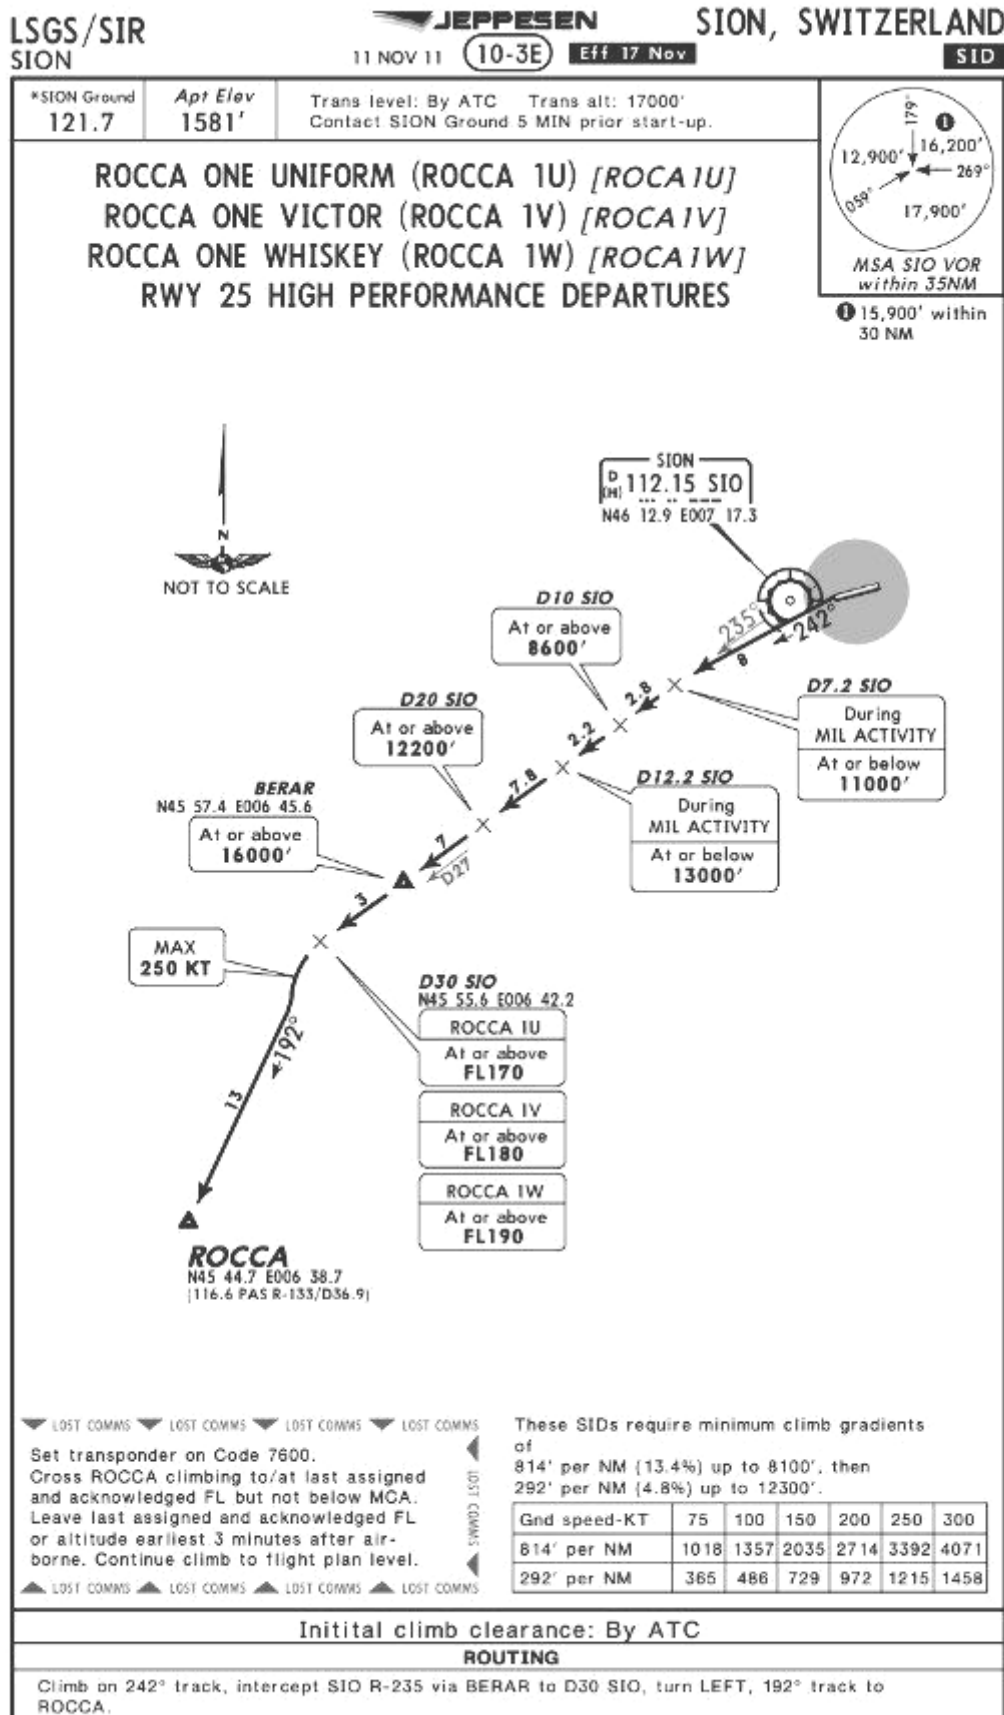 LSGS/SIR
SION
JEPPESEN
11 NOV 11
10-3E
Eff 17 Nov
SION, SWITZERLAND
SID
*SION Ground
121.7
Apt Elev
1581'
Trans level: By ATC Trans alt: 17000'
Contact SION Ground 5 MIN prior start-up.
179°
1
16,200'
12,900'
269°
059°
17,900'
MSA SIO VOR
within 35NM
1 15,900' within
30 NM
ROCCA ONE UNIFORM (ROCCA 1U) [ROCA1U]
ROCCA ONE VICTOR (ROCCA 1V) [ROCA1V]
ROCCA ONE WHISKEY (ROCCA 1W) [ROCA1W]
RWY 25 HIGH PERFORMANCE DEPARTURES
N
NOT TO SCALE
SION
D
(H) 112.15 SIO
N46 12.9 E007 17.3
235°
242°
8
D10 SIO
At or above
8600'
2.8
D7.2 SIO
During
MIL ACTIVITY
At or below
11000'
D20 SIO
At or above
12200'
2.2
D12.2 SIO
During
MIL ACTIVITY
At or below
13000'
7.8
BERAR
N45 57.4 E006 45.6
At or above
16000'
7
D27
3
MAX
250 KT
D30 SIO
N45 55.6 E006 42.2
ROCCA 1U
At or above
FL170
ROCCA 1V
At or above
FL180
ROCCA 1W
At or above
FL190
192°
13
ROCCA
N45 44.7 E006 38.7
(116.6 PAS R-133/D36.9)
LOST COMMS LOST COMMS LOST COMMS LOST COMMS
Set transponder on Code 7600.
Cross ROCCA climbing to/at last assigned
and acknowledged FL but not below MCA.
Leave last assigned and acknowledged FL
or altitude earliest 3 minutes after air-
borne. Continue climb to flight plan level.
LOST COMMS
LOST COMMS LOST COMMS LOST COMMS LOST COMMS
These SIDs require minimum climb gradients
of
814' per NM (13.4%) up to 8100', then
292' per NM (4.8%) up to 12300'.
Gnd speed-KT 75 100 150 200 250 300
814' per NM 1018 1357 2035 2714 3392 4071
292' per NM 365 486 729 972 1215 1458
Initital climb clearance: By ATC
ROUTING
Climb on 242° track, intercept SIO R-235 via BERAR to D30 SIO, turn LEFT, 192° track to
ROCCA.